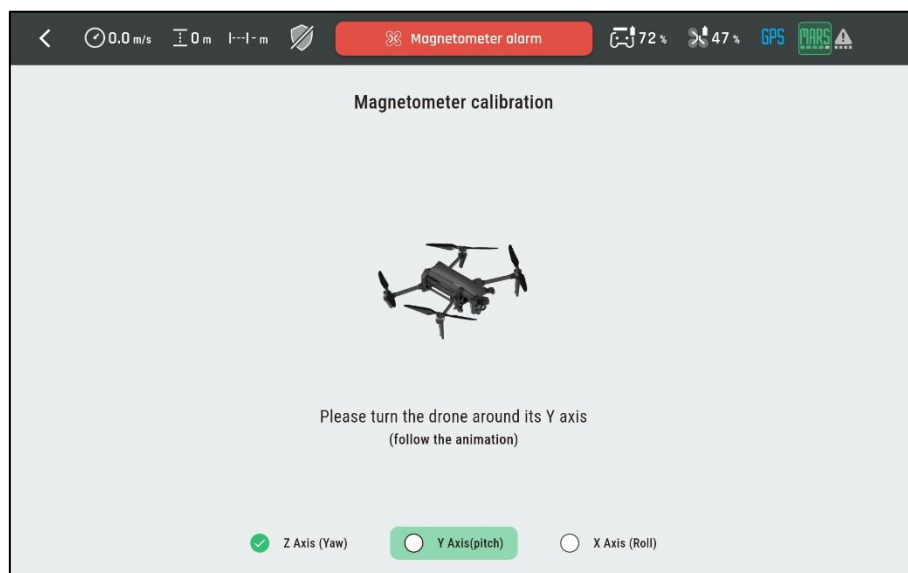 0.0 m/s 0 m - m Magnetometer alarm 72 % 47 % GPS MARS
Magnetometer calibration
Please turn the drone around its Y axis
(follow the animation)
Z Axis (Yaw) Y Axis(pitch) X Axis (Roll)